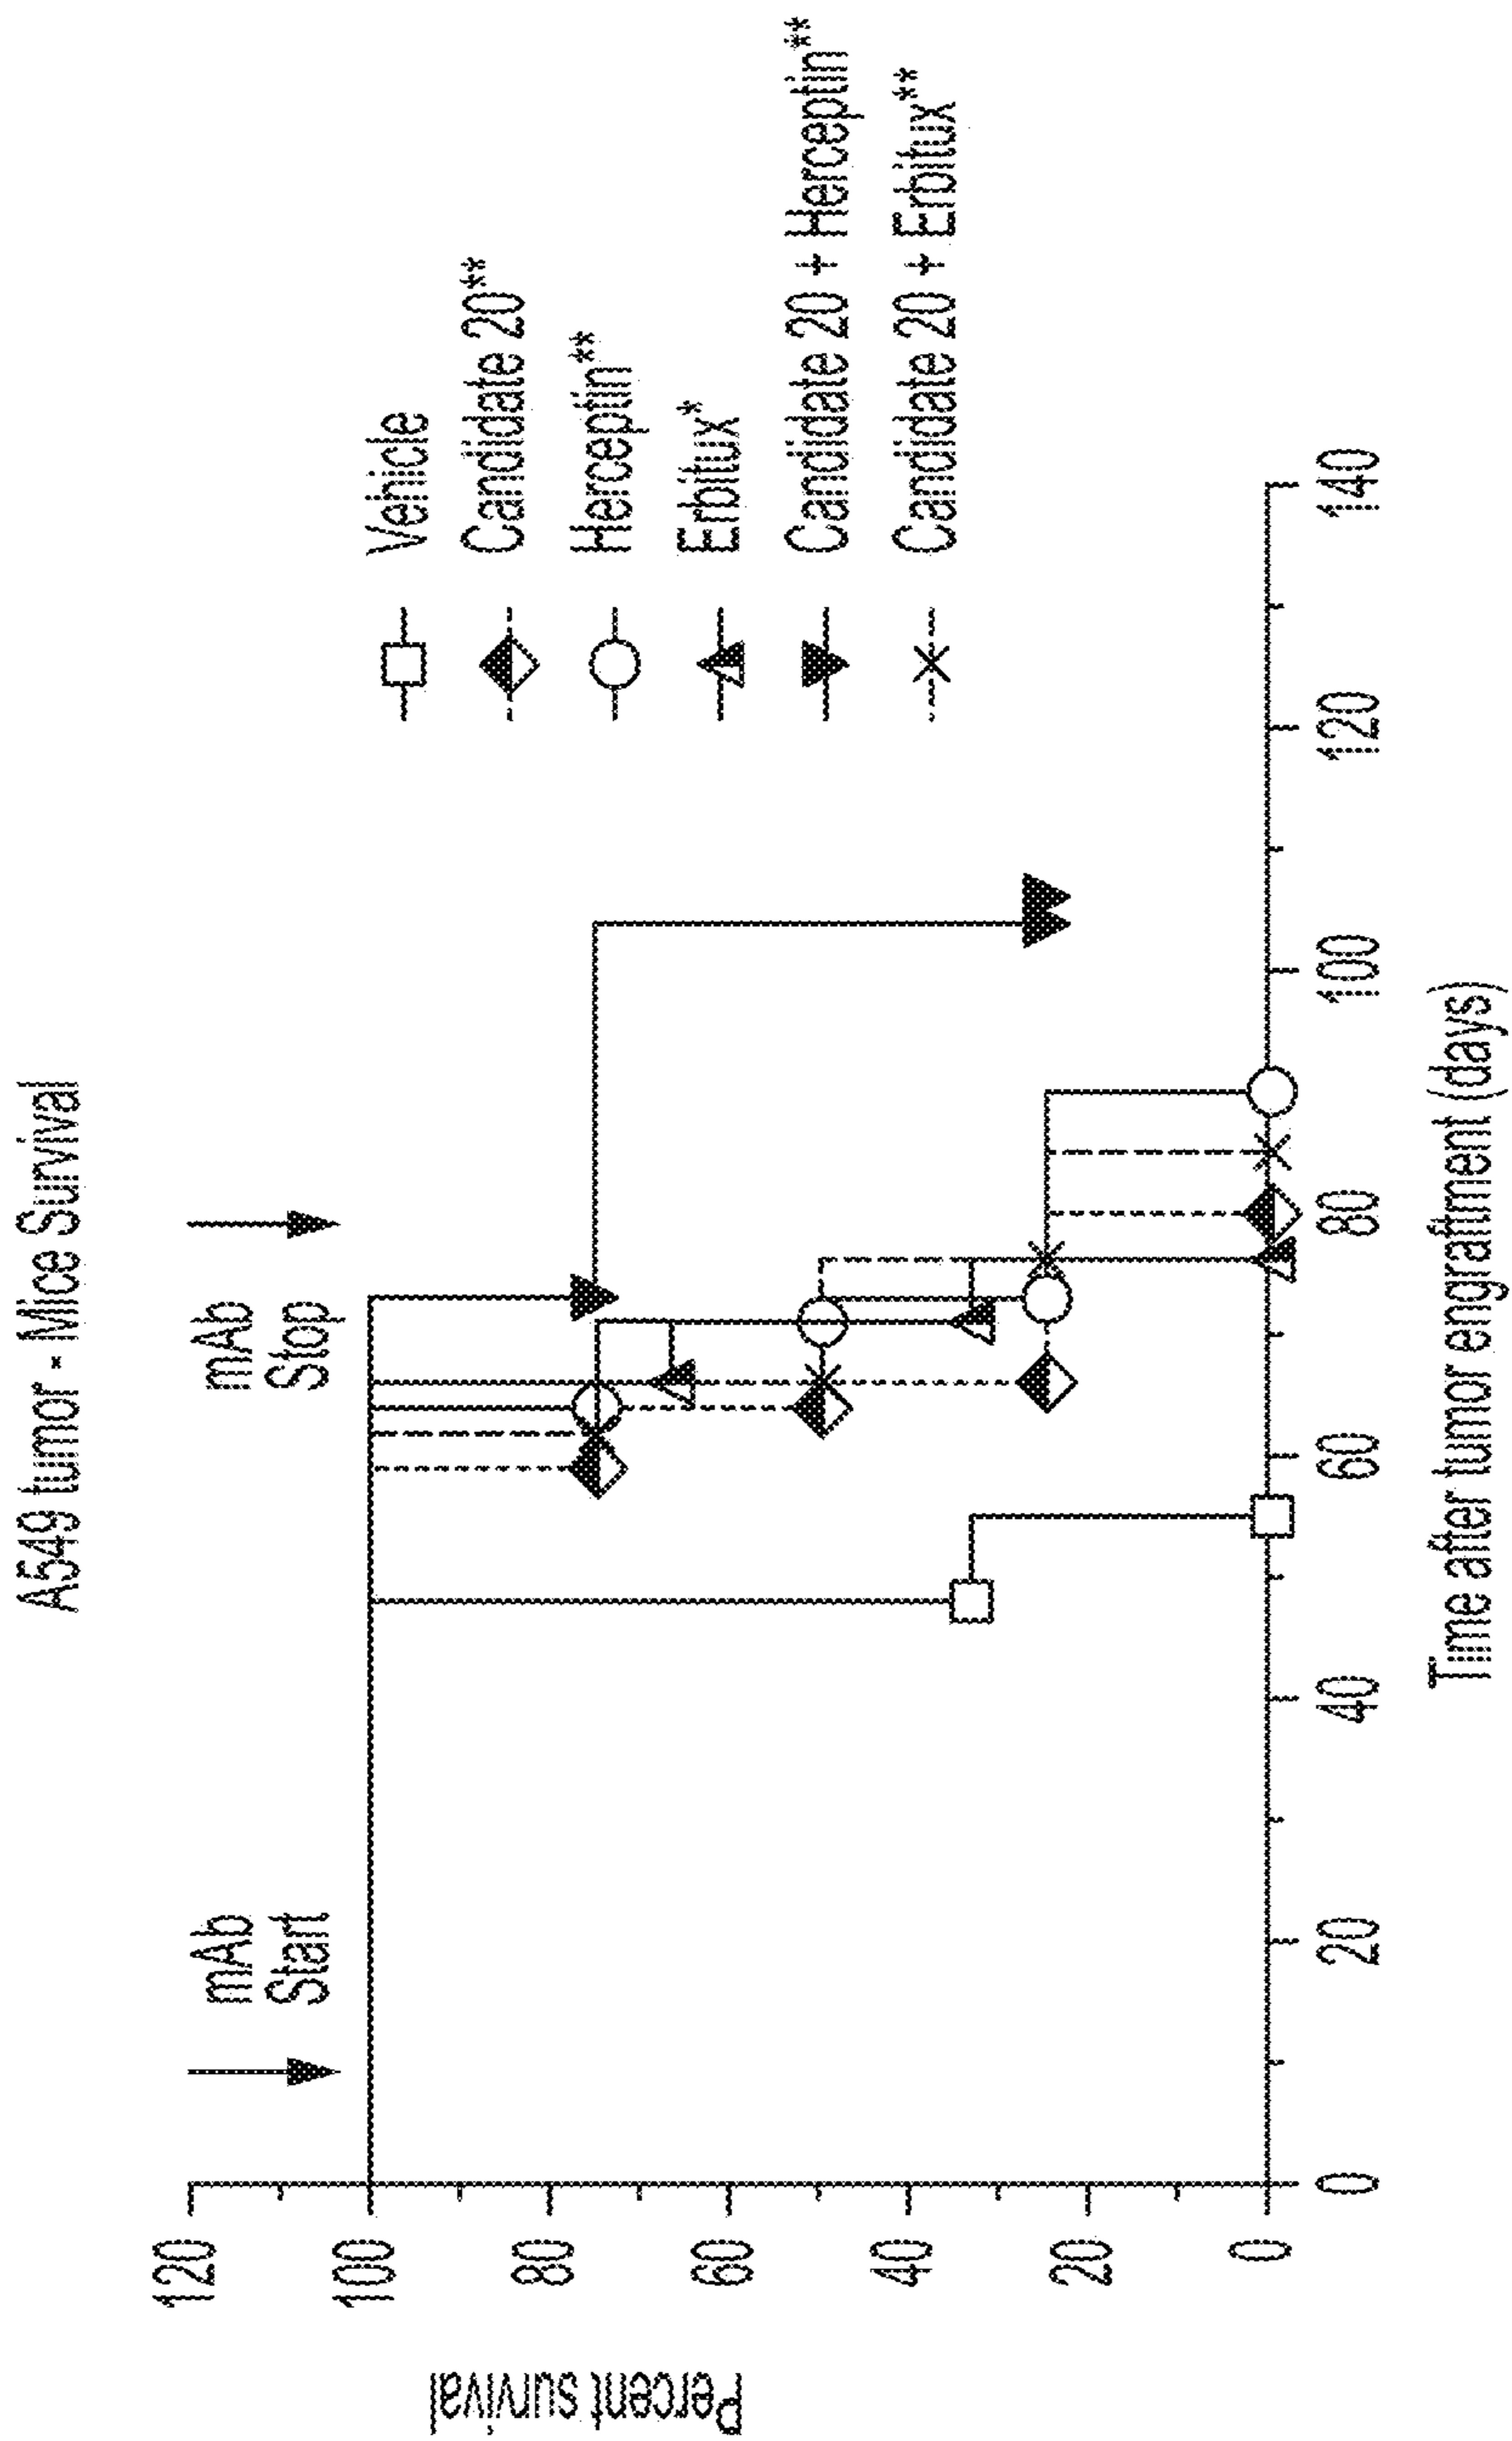 A549 tumor - Mice Survival
mAb
Start
mAb
Stop
120
100
80
60
40
20
0
Percent survival
0
20
40
60
80
100
120
140
Time after tumor engraftment (days)
Vehicle
Candidate 20**
Herceptin**
Erbitux*
Candidate 20 + Herceptin**
Candidate 20 + Erbitux**